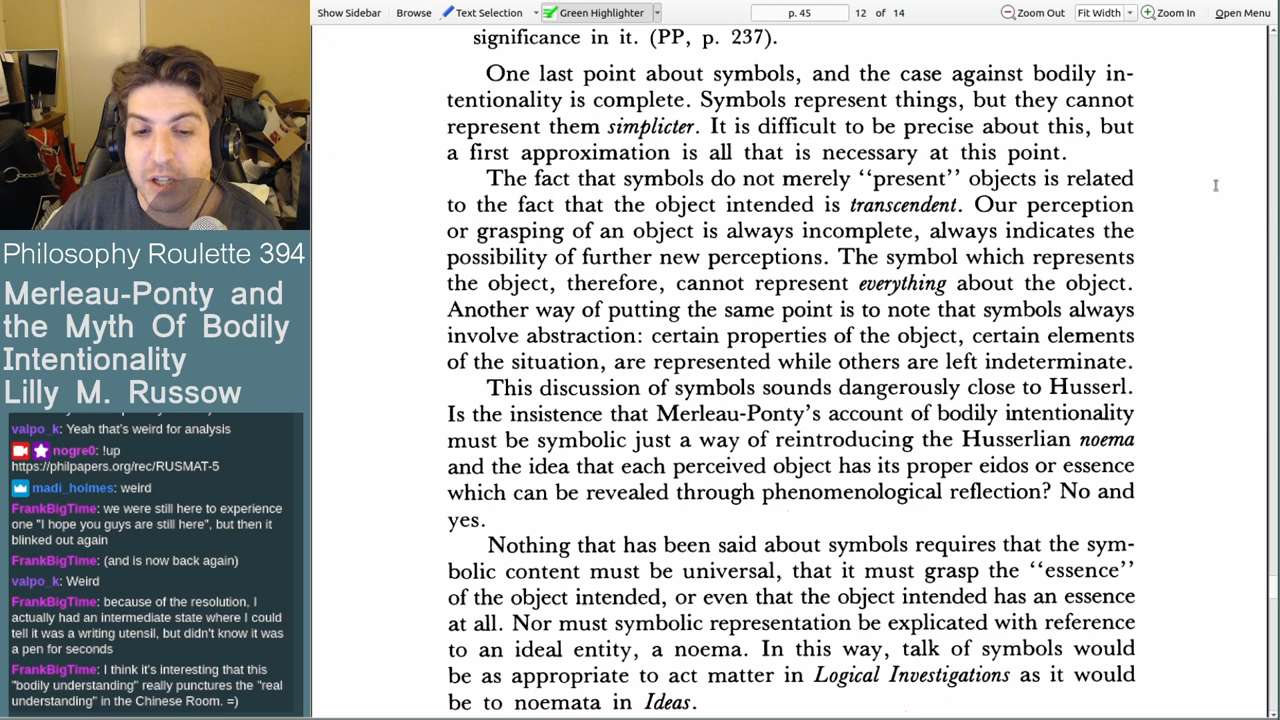 Show Sidebar
Browse
Text Selection
Green Highlighter
p. 45
12 of 14
Zoom Out
Fit Width
Zoom In
Open Menu
significance in it. (PP, p. 237).
One last point about symbols, and the case against bodily in-
tentionality is complete. Symbols represent things, but they cannot
represent them simplicter. It is difficult to be precise about this, but
a first approximation is all that is necessary at this point.
The fact that symbols do not merely “present” objects is related
to the fact that the object intended is transcendent. Our perception
or grasping of an object is always incomplete, always indicates the
possibility of further new perceptions. The symbol which represents
the object, therefore, cannot represent everything about the object.
Another way of putting the same point is to note that symbols always
involve abstraction: certain properties of the object, certain elements
of the situation, are represented while others are left indeterminate.
This discussion of symbols sounds dangerously close to Husserl.
Is the insistence that Merleau-Ponty’s account of bodily intentionality
must be symbolic just a way of reintroducing the Husserlian noema
and the idea that each perceived object has its proper eidos or essence
which can be revealed through phenomenological reflection? No and
yes.
Nothing that has been said about symbols requires that the sym-
bolic content must be universal, that it must grasp the “essence”
of the object intended, or even that the object intended has an essence
at all. Nor must symbolic representation be explicated with reference
to an ideal entity, a noema. In this way, talk of symbols would
be as appropriate to act matter in Logical Investigations as it would
be to noemata in Ideas.
Philosophy Roulette 394
Merleau-Ponty and
the Myth Of Bodily
Intentionality
Lilly M. Russow
valpo_k: Yeah that's weird for analysis
nogre0: !up
https://philpapers.org/rec/RUSMAT-5
madi_holmes: weird
FrankBigTime: we were still here to experience
one "I hope you guys are still here", but then it
blinked out again
FrankBigTime: (and is now back again)
valpo_k: Weird
FrankBigTime: because of the resolution, I
actually had an intermediate state where I could
tell it was a writing utensil, but didn't know it was
a pen for seconds
FrankBigTime: I think it's interesting that this
"bodily understanding" really punctures the "real
understanding" in the Chinese Room. =)